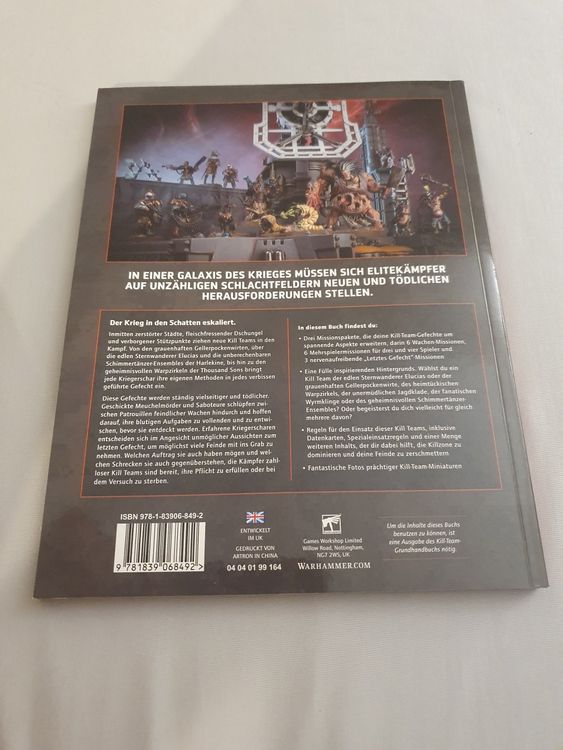 IN EINER GALAXIS DES KRIEGES MÜSSEN SICH ELITEKÄMPFER
AUF UNZÄHLIGEN SCHLACHTFELDERN NEUEN UND TÖDLICHEN
HERAUSFORDERUNGEN STELLEN.
Der Krieg in den Schatten eskaliert.
Inmitten zerstörter Städte, fleischfressender Dschungel
und verborgener Stützpunkte ziehen neue Kill Teams in den
Kampf. Von den grauenhaften Gellerpockenwirten, über
die edlen Sternwanderer Elucias und die unberechenbaren
Schimmertänzer-Ensembles der Harlekine, bis hin zu den
geheimnisvollen Warpzirkeln der Thousand Sons bringt
jede Kriegerschar ihre eigenen Methoden in jedes verbissen
geführte Gefecht ein.
Diese Gefechte werden ständig vielseitiger und tödlicher.
Geschickte Meuchelmörder und Saboteure schlüpfen zwi-
schen Patrouillen feindlicher Wachen hindurch und hoffen
darauf, ihre blutigen Aufgaben zu vollenden und zu entwi-
schen, bevor sie entdeckt werden. Erfahrene Kriegerscharen
entscheiden sich im Angesicht unmöglicher Aussichten zum
letzten Gefecht, um möglichst viele Feinde mit ins Grab zu
nehmen. Welchen Auftrag sie auch haben mögen und wel-
chen Schrecken sie auch gegenüberstehen, die Kämpfer zahl-
loser Kill Teams sind bereit, ihre Pflicht zu erfüllen oder bei
dem Versuch zu sterben.
In diesem Buch findest du:
• Drei Missionspakete, die deine Kill-Team-Gefechte um
spannende Aspekte erweitern, darin 6 Wachen-Missionen,
6 Mehrspielermissionen für drei und vier Spieler und
3 nervenaufreibende „Letztes Gefecht“ Missionen
• Eine Fülle inspirierenden Hintergrunds. Wählst du ein
Kill Team der edlen Sternwanderer Elucias oder der
grauenhaften Gellerpockenwirte, des heimtückischen
Warpzirkels, der unermüdlichen Jagdklade, der fanatischen
Wyrmklinge oder des geheimnisvollen Schimmertänzer-
Ensembles? Oder begeisterst du dich vielleicht für gleich
mehrere davon?
• Regeln für den Einsatz dieser Kill Teams, inklusive
Datenkarten, Spezialeinsatzregeln und einer Menge
weiteren Inhalts, der dir dabei hilft, die Killzone zu
dominieren und deine Feinde zu zerschmettern
• Fantastische Fotos prächtiger Kill-Team-Miniaturen
ISBN 978-1-83906-849-2
9 781839 068492 >
ENTWICKELT
IM UK
GEDRUCKT VON
ARTRON IN CHINA
04 04 01 99 164
Games Workshop Limited
Willow Road, Nottingham,
NG7 2WS, UK
WARHAMMER.COM
Um die Inhalte dieses Buchs
benutzen zu können, ist
eine Ausgabe des Kill-Team-
Grundhandbuchs nötig.